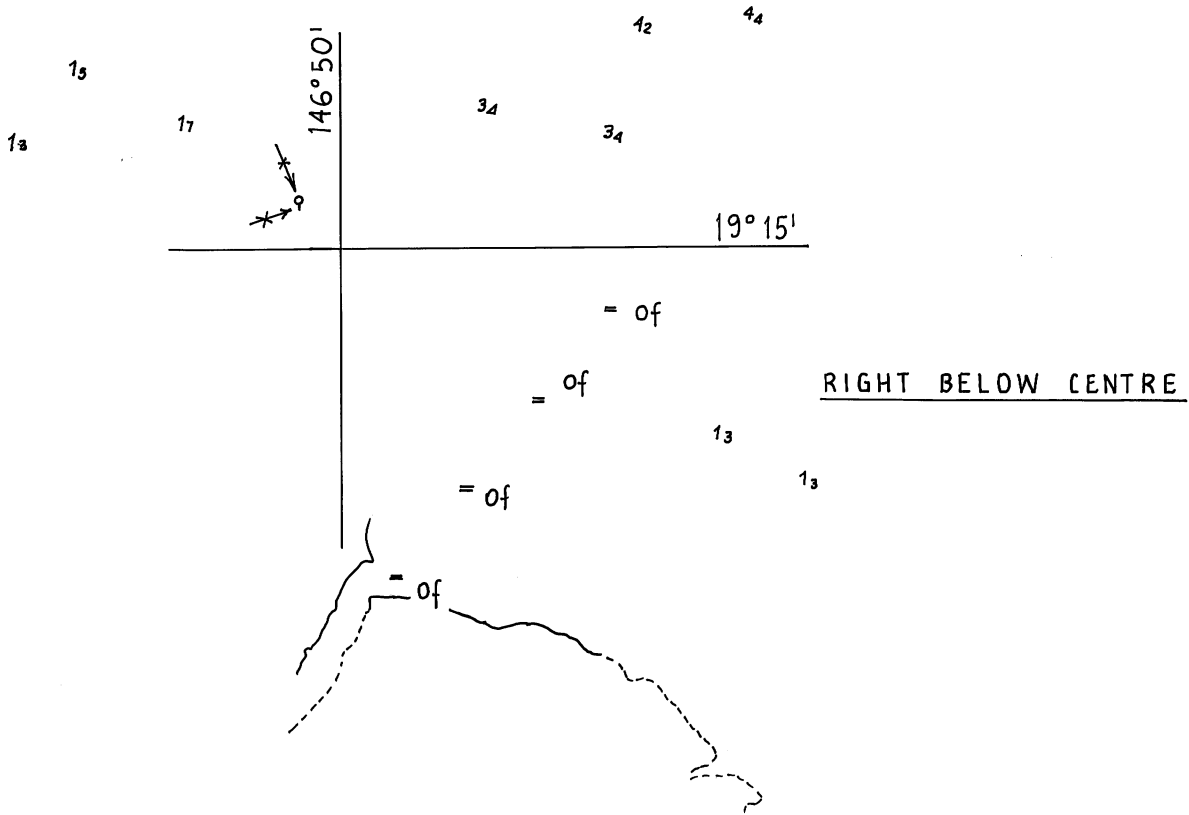 4₂ 4₄
1₅
146°50'
3₄
1₇
3₄
1₃
19°15'
= Of
Of
=
RIGHT BELOW CENTRE
1₃
1₃
= Of
= Of